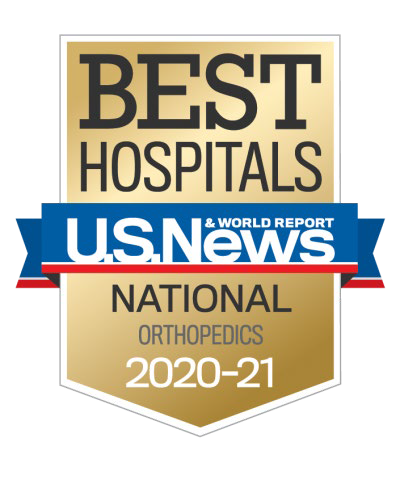 BEST
HOSPITALS
& WORLD REPORT
U.S.News
NATIONAL
ORTHOPEDICS
2020-21